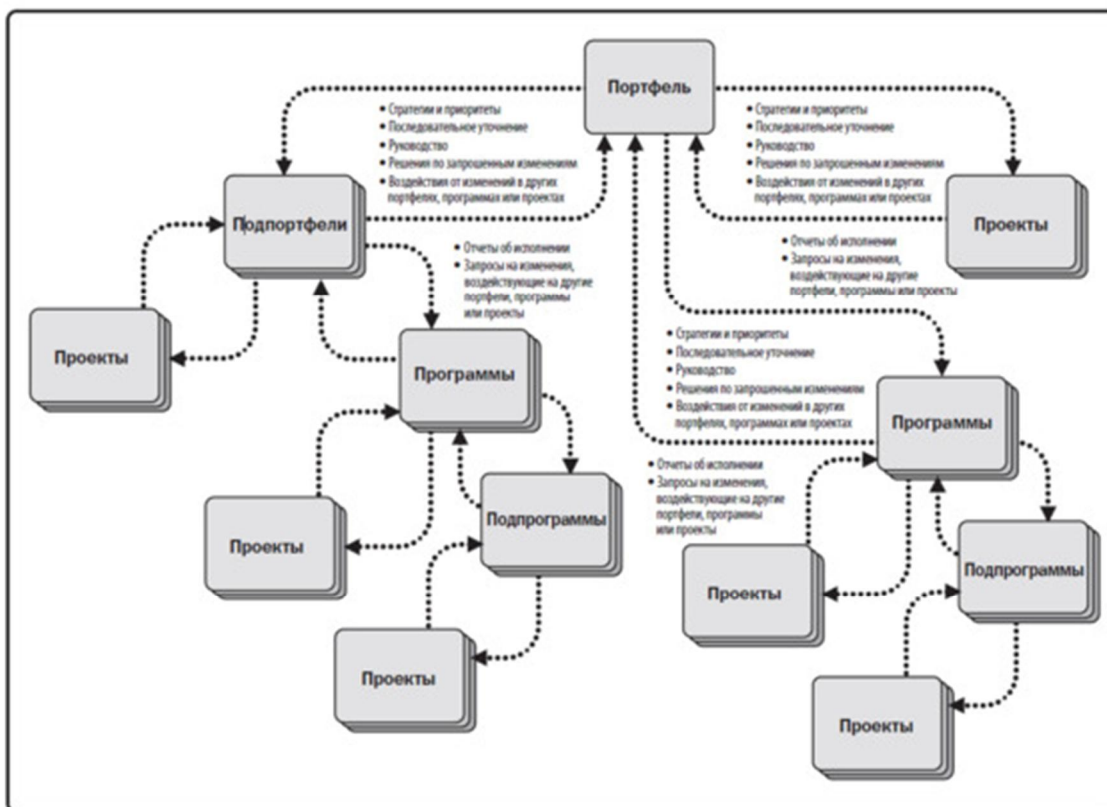 Портфель
• Стратегии и приоритеты
• Последовательное уточнение
• Руководство
• Решения по запрошенным изменениям
• Воздействия от изменений в других
портфелях, программах или проектах
• Стратегии и приоритеты
• Последовательное уточнение
• Руководство
• Решения по запрошенным изменениям
• Воздействия от изменений в других
портфелях, программах или проектах
Подпортфели
Проекты
• Отчеты об исполнении
• Запросы на изменения,
воздействующие на другие
портфели, программы
или проекты
• Отчеты об исполнении
• Запросы на изменения,
воздействующие на другие
портфели, программы или проекты
Проекты
Программы
• Стратегии и приоритеты
• Последовательное уточнение
• Руководство
• Решения по запрошенным изменениям
• Воздействия от изменений в других
портфелях, программах или проектах
Программы
• Отчеты об исполнении
• Запросы на изменения,
воздействующие на другие
портфели, программы
или проекты
Проекты
Подпрограммы
Проекты
Подпрограммы
Проекты
Проекты